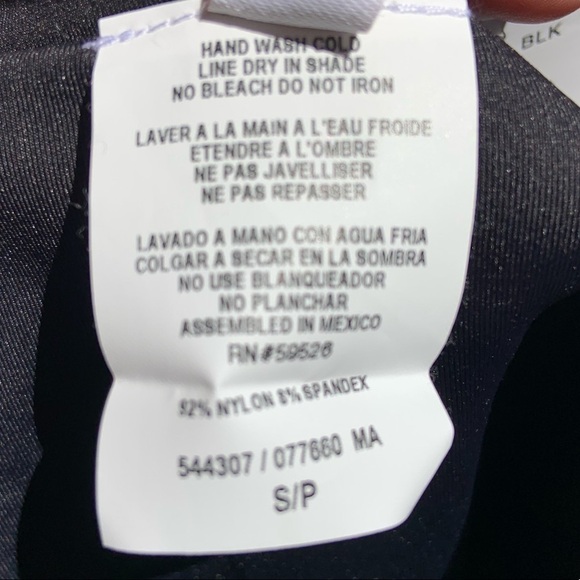 BLK
HAND WASH COLD
LINE DRY IN SHADE
NO BLEACH DO NOT IRON
LAVER A LA MAIN A L'EAU FROIDE
ETENDRE A L'OMBRE
NE PAS JAVELLISER
NE PAS REPASSER
LAVADO A MANO CON AGUA FRIA
COLGAR A SECAR EN LA SOMBRA
NO USE BLANQUEADOR
NO PLANCHAR
ASSEMBLED IN MEXICO
RN #59526
92% NYLON 8% SPANDEX
544307 / 077660 MA
S/P